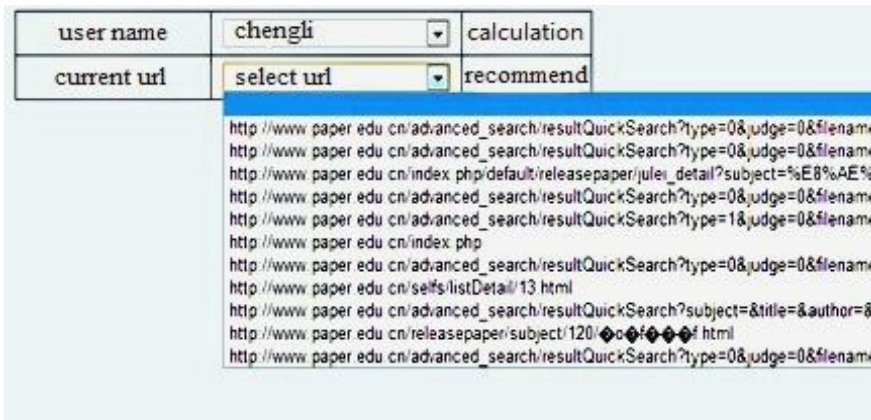 user name chengli calculation
current url select url recommend
http://www.paper.edu.cn/advanced_search/resultQuickSearch?type=0&judge=0&filename
http://www.paper.edu.cn/advanced_search/resultQuickSearch?type=0&judge=0&filename
http://www.paper.edu.cn/index.php/default/releasepaper/julei_detail?subject=%E8%AE%
http://www.paper.edu.cn/advanced_search/resultQuickSearch?type=0&judge=0&filename
http://www.paper.edu.cn/advanced_search/resultQuickSearch?type=1&judge=0&filename
http://www.paper.edu.cn/index.php
http://www.paper.edu.cn/advanced_search/resultQuickSearch?type=0&judge=0&filename
http://www.paper.edu.cn/selfs/listDetail/13.html
http://www.paper.edu.cn/advanced_search/resultQuickSearch?subject=&title=&author=&
http://www.paper.edu.cn/releasepaper/subject/120/�o�f���f.html
http://www.paper.edu.cn/advanced_search/resultQuickSearch?type=0&judge=0&filename